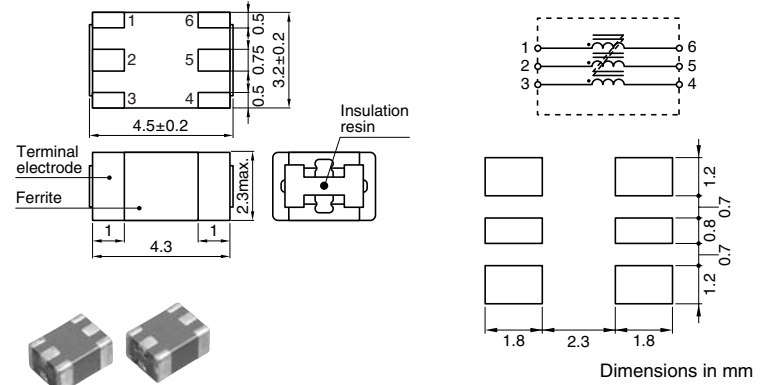 1 6
2 5
3 4
0.5
0.75
0.5
3.2±0.2
4.5±0.2
Terminal
electrode
Ferrite
Insulation
resin
2.3max.
1 1
4.3
1 6
2 5
3 4
1.2
0.7
0.8
0.7
1.2
1.8 2.3 1.8
Dimensions in mm